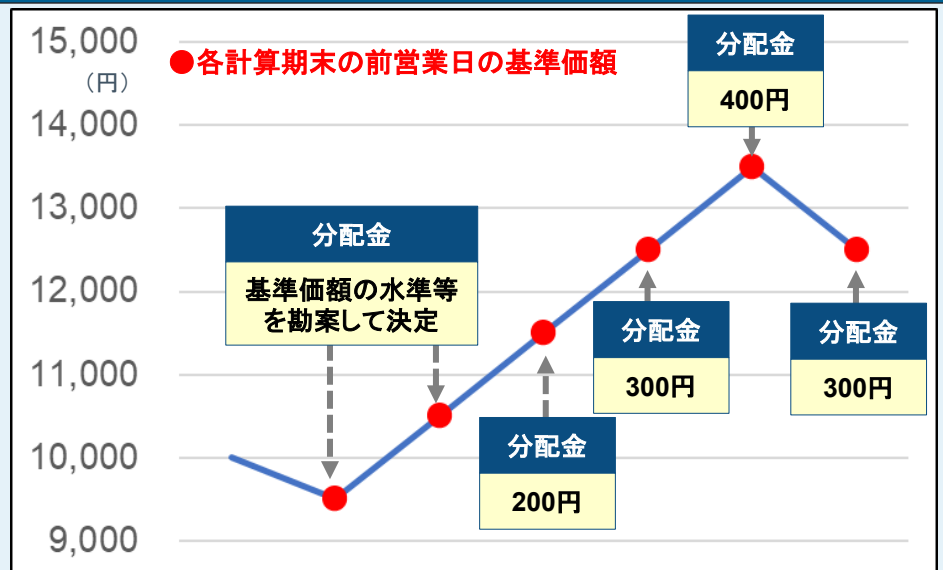 15,000
（円）
●各計算期末の前営業日の基準価額
分配金
400円
14,000
13,000
分配金
基準価額の水準等
を勘案して決定
12,000
分配金
300円
分配金
300円
11,000
分配金
200円
10,000
9,000